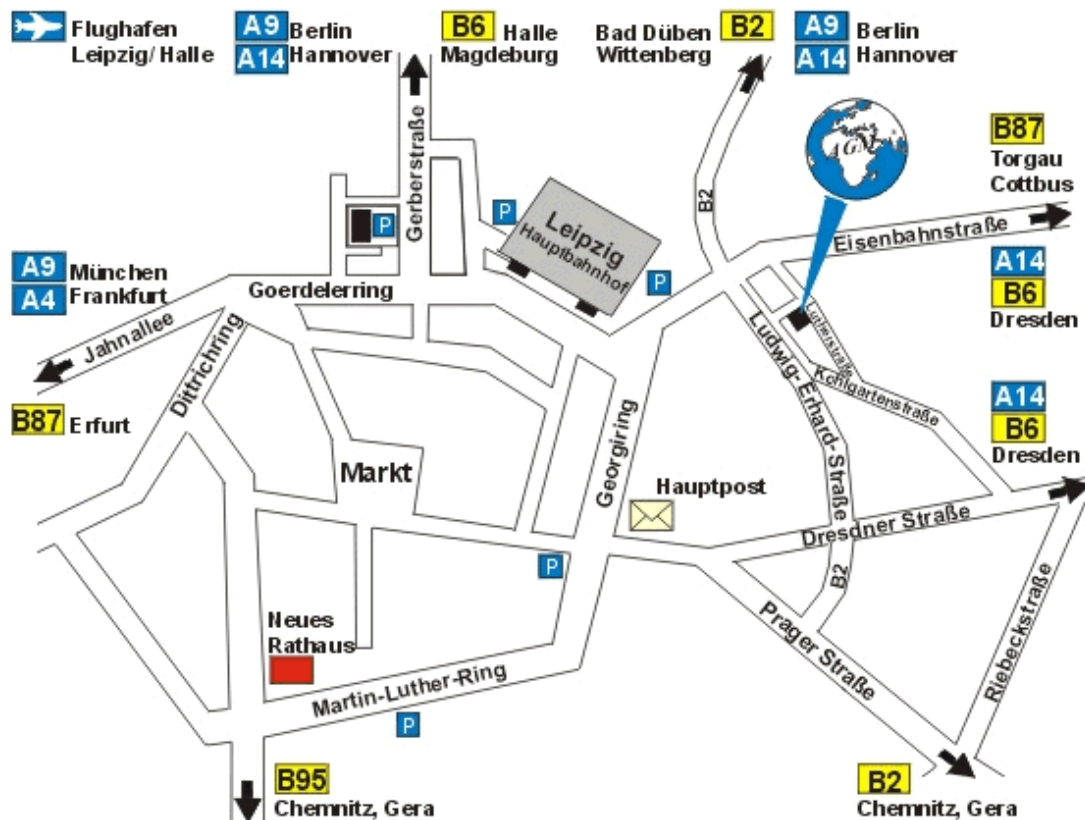 Flughafen
Leipzig/ Halle
A9 Berlin
A14 Hannover
B6 Halle
Magdeburg
Bad Düben B2
Wittenberg
A9 Berlin
A14 Hannover
AGM
B87
Torgau
Cottbus
B2
Gerberstraße
P
P
Leipzig
Hauptbahnhof
P
Eisenbahnstraße
A9 München
A4 Frankfurt
Goerdelerring
A14
B6
Dresden
Jahnallee
Dittrichring
Lutherstraße
Ludwig-Erhard-Straße
Kohlgartenstraße
B87 Erfurt
A14
B6
Dresden
Markt
Georgiring
Hauptpost
Dresdner Straße
P
B2
Neues
Rathaus
Prager Straße
Riebeckstraße
Martin-Luther-Ring
P
B95
Chemnitz, Gera
B2
Chemnitz, Gera